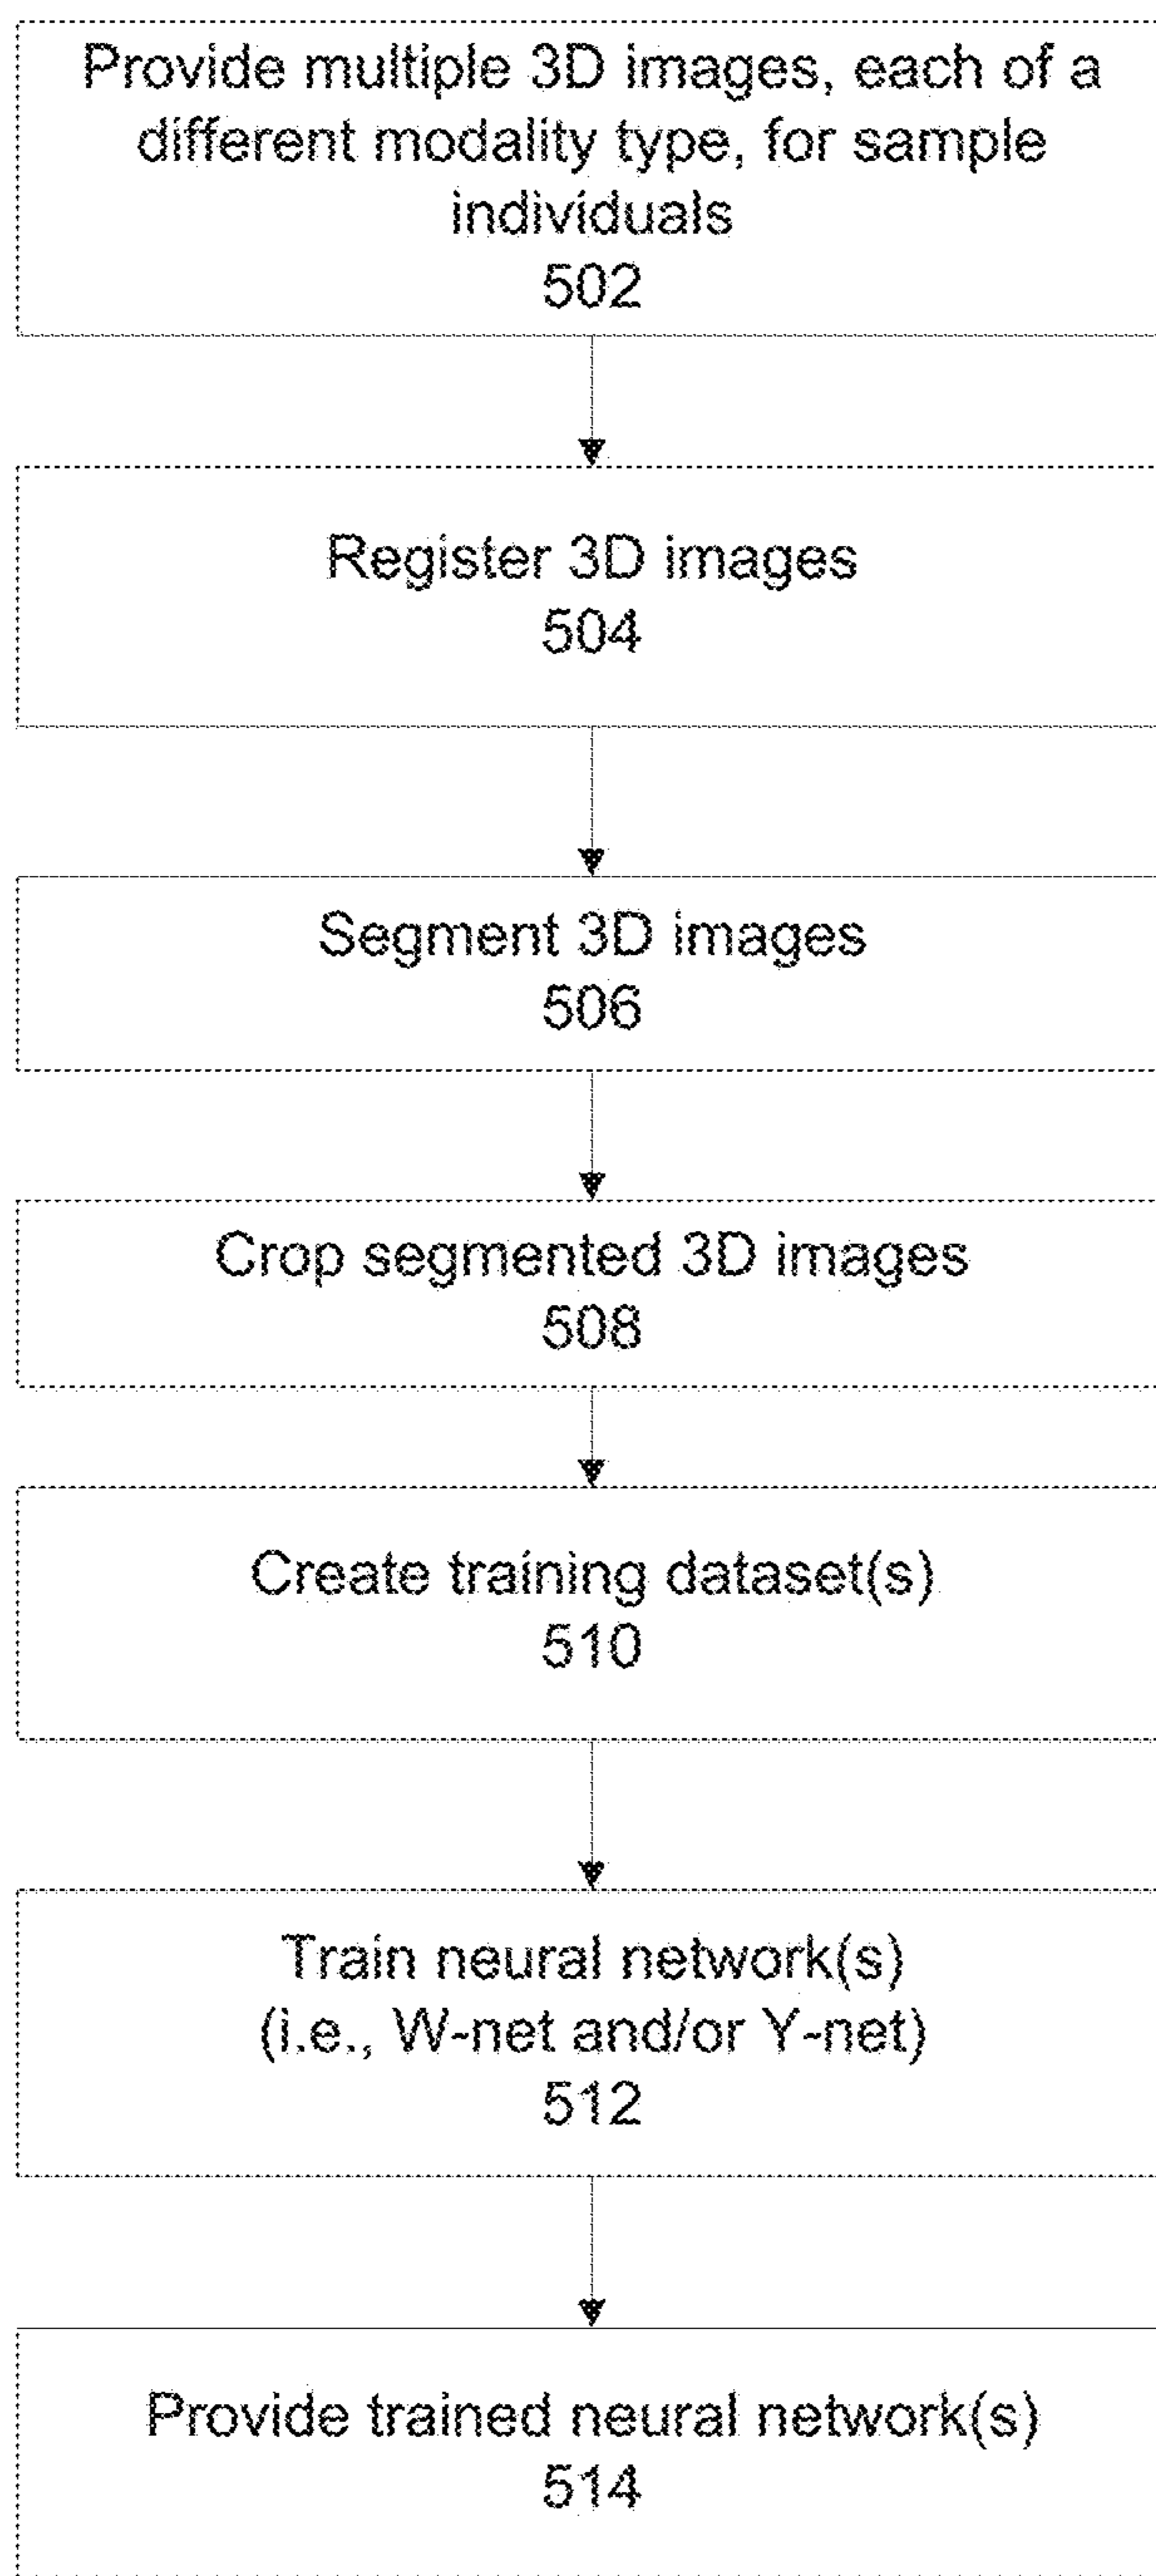 Provide multiple 3D images, each of a
different modality type, for sample
individuals
502
Register 3D images
504
Segment 3D images
506
Crop segmented 3D images
508
Create training dataset(s)
510
Train neural network(s)
(i.e., W-net and/or Y-net)
512
Provide trained neural network(s)
514